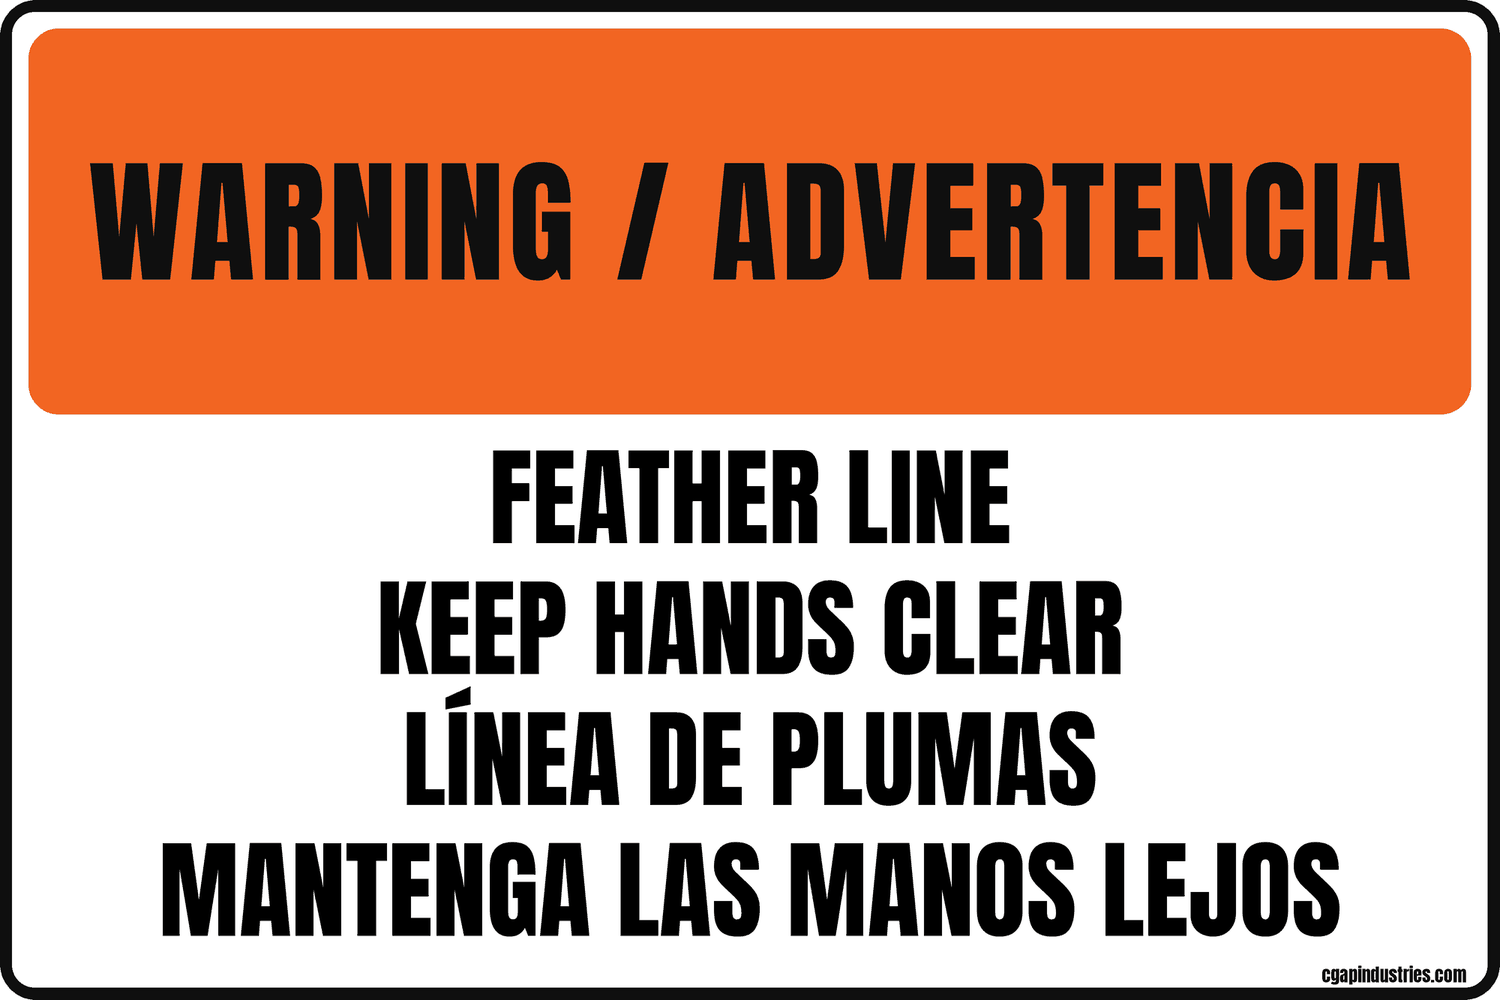 WARNING / ADVERTENCIA
FEATHER LINE
KEEP HANDS CLEAR
LÍNEA DE PLUMAS
MANTENGA LAS MANOS LEJOS
cgapindustries.com